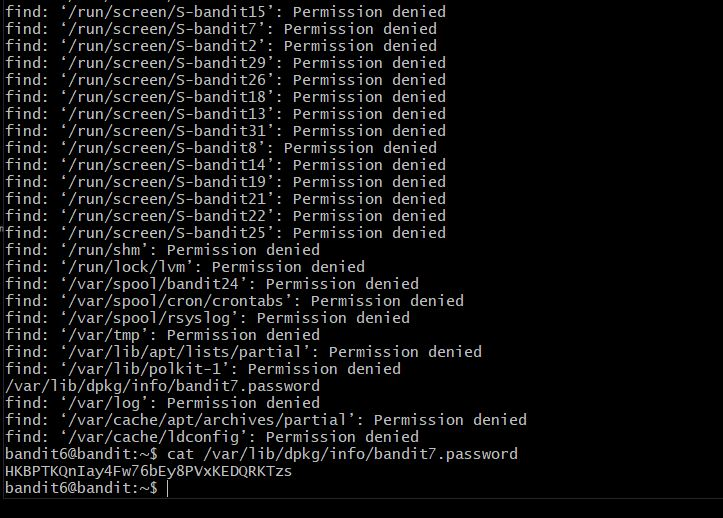 find: ‘/run/screen/S-bandit15’: Permission denied
find: ‘/run/screen/S-bandit7’: Permission denied
find: ‘/run/screen/S-bandit2’: Permission denied
find: ‘/run/screen/S-bandit29’: Permission denied
find: ‘/run/screen/S-bandit26’: Permission denied
find: ‘/run/screen/S-bandit18’: Permission denied
find: ‘/run/screen/S-bandit13’: Permission denied
find: ‘/run/screen/S-bandit31’: Permission denied
find: ‘/run/screen/S-bandit8’: Permission denied
find: ‘/run/screen/S-bandit14’: Permission denied
find: ‘/run/screen/S-bandit19’: Permission denied
find: ‘/run/screen/S-bandit21’: Permission denied
find: ‘/run/screen/S-bandit22’: Permission denied
find: ‘/run/screen/S-bandit25’: Permission denied
find: ‘/run/shm’: Permission denied
find: ‘/run/lock/lvm’: Permission denied
find: ‘/var/spool/bandit24’: Permission denied
find: ‘/var/spool/cron/crontabs’: Permission denied
find: ‘/var/spool/rsyslog’: Permission denied
find: ‘/var/tmp’: Permission denied
find: ‘/var/lib/apt/lists/partial’: Permission denied
find: ‘/var/lib/polkit-1’: Permission denied
/var/lib/dpkg/info/bandit7.password
find: ‘/var/log’: Permission denied
find: ‘/var/cache/apt/archives/partial’: Permission denied
find: ‘/var/cache/ldconfig’: Permission denied
bandit6@bandit:~$ cat /var/lib/dpkg/info/bandit7.password
HKBPTKQnIay4Fw76bEy8PVxKEDQRKTzs
bandit6@bandit:~$